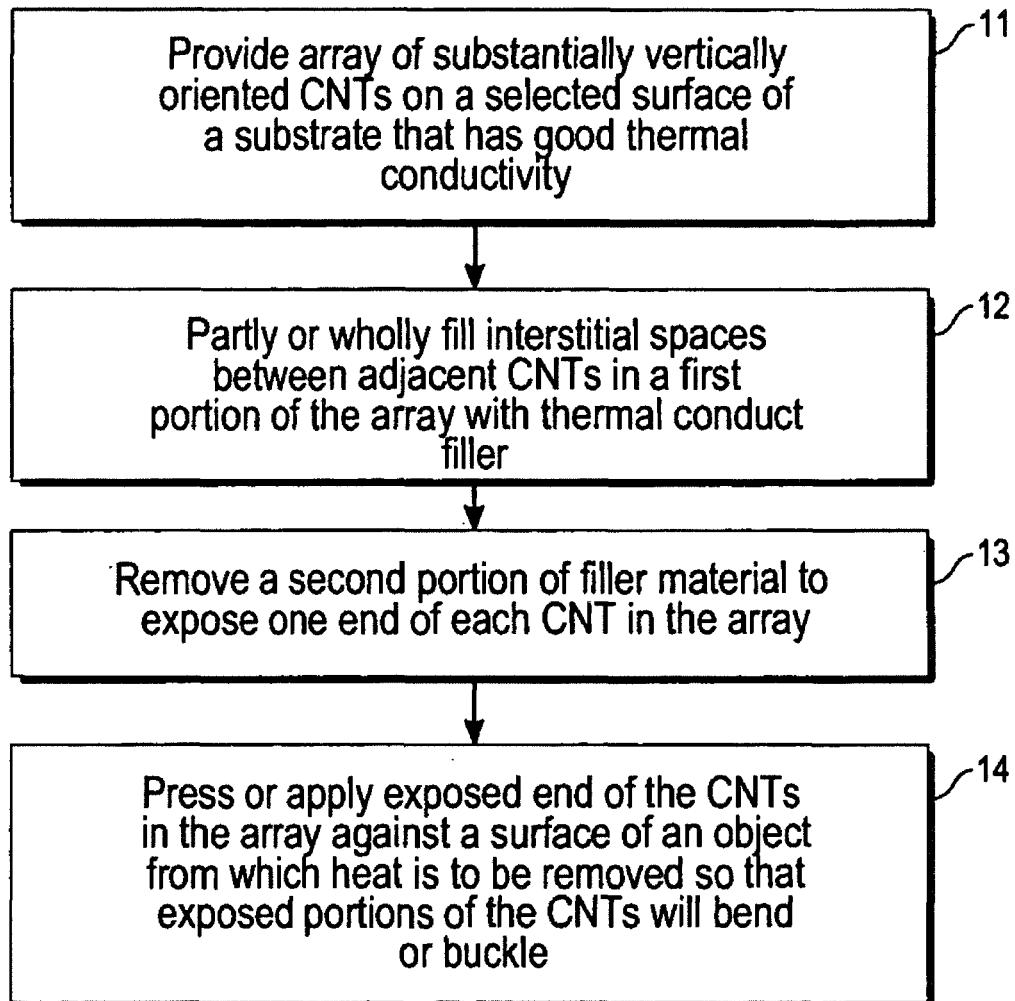 11
Provide array of substantially vertically
oriented CNTs on a selected surface of
a substrate that has good thermal
conductivity
12
Partly or wholly fill interstitial spaces
between adjacent CNTs in a first
portion of the array with thermal conduct
filler
13
Remove a second portion of filler material to
expose one end of each CNT in the array
14
Press or apply exposed end of the CNTs
in the array against a surface of an object
from which heat is to be removed so that
exposed portions of the CNTs will bend
or buckle